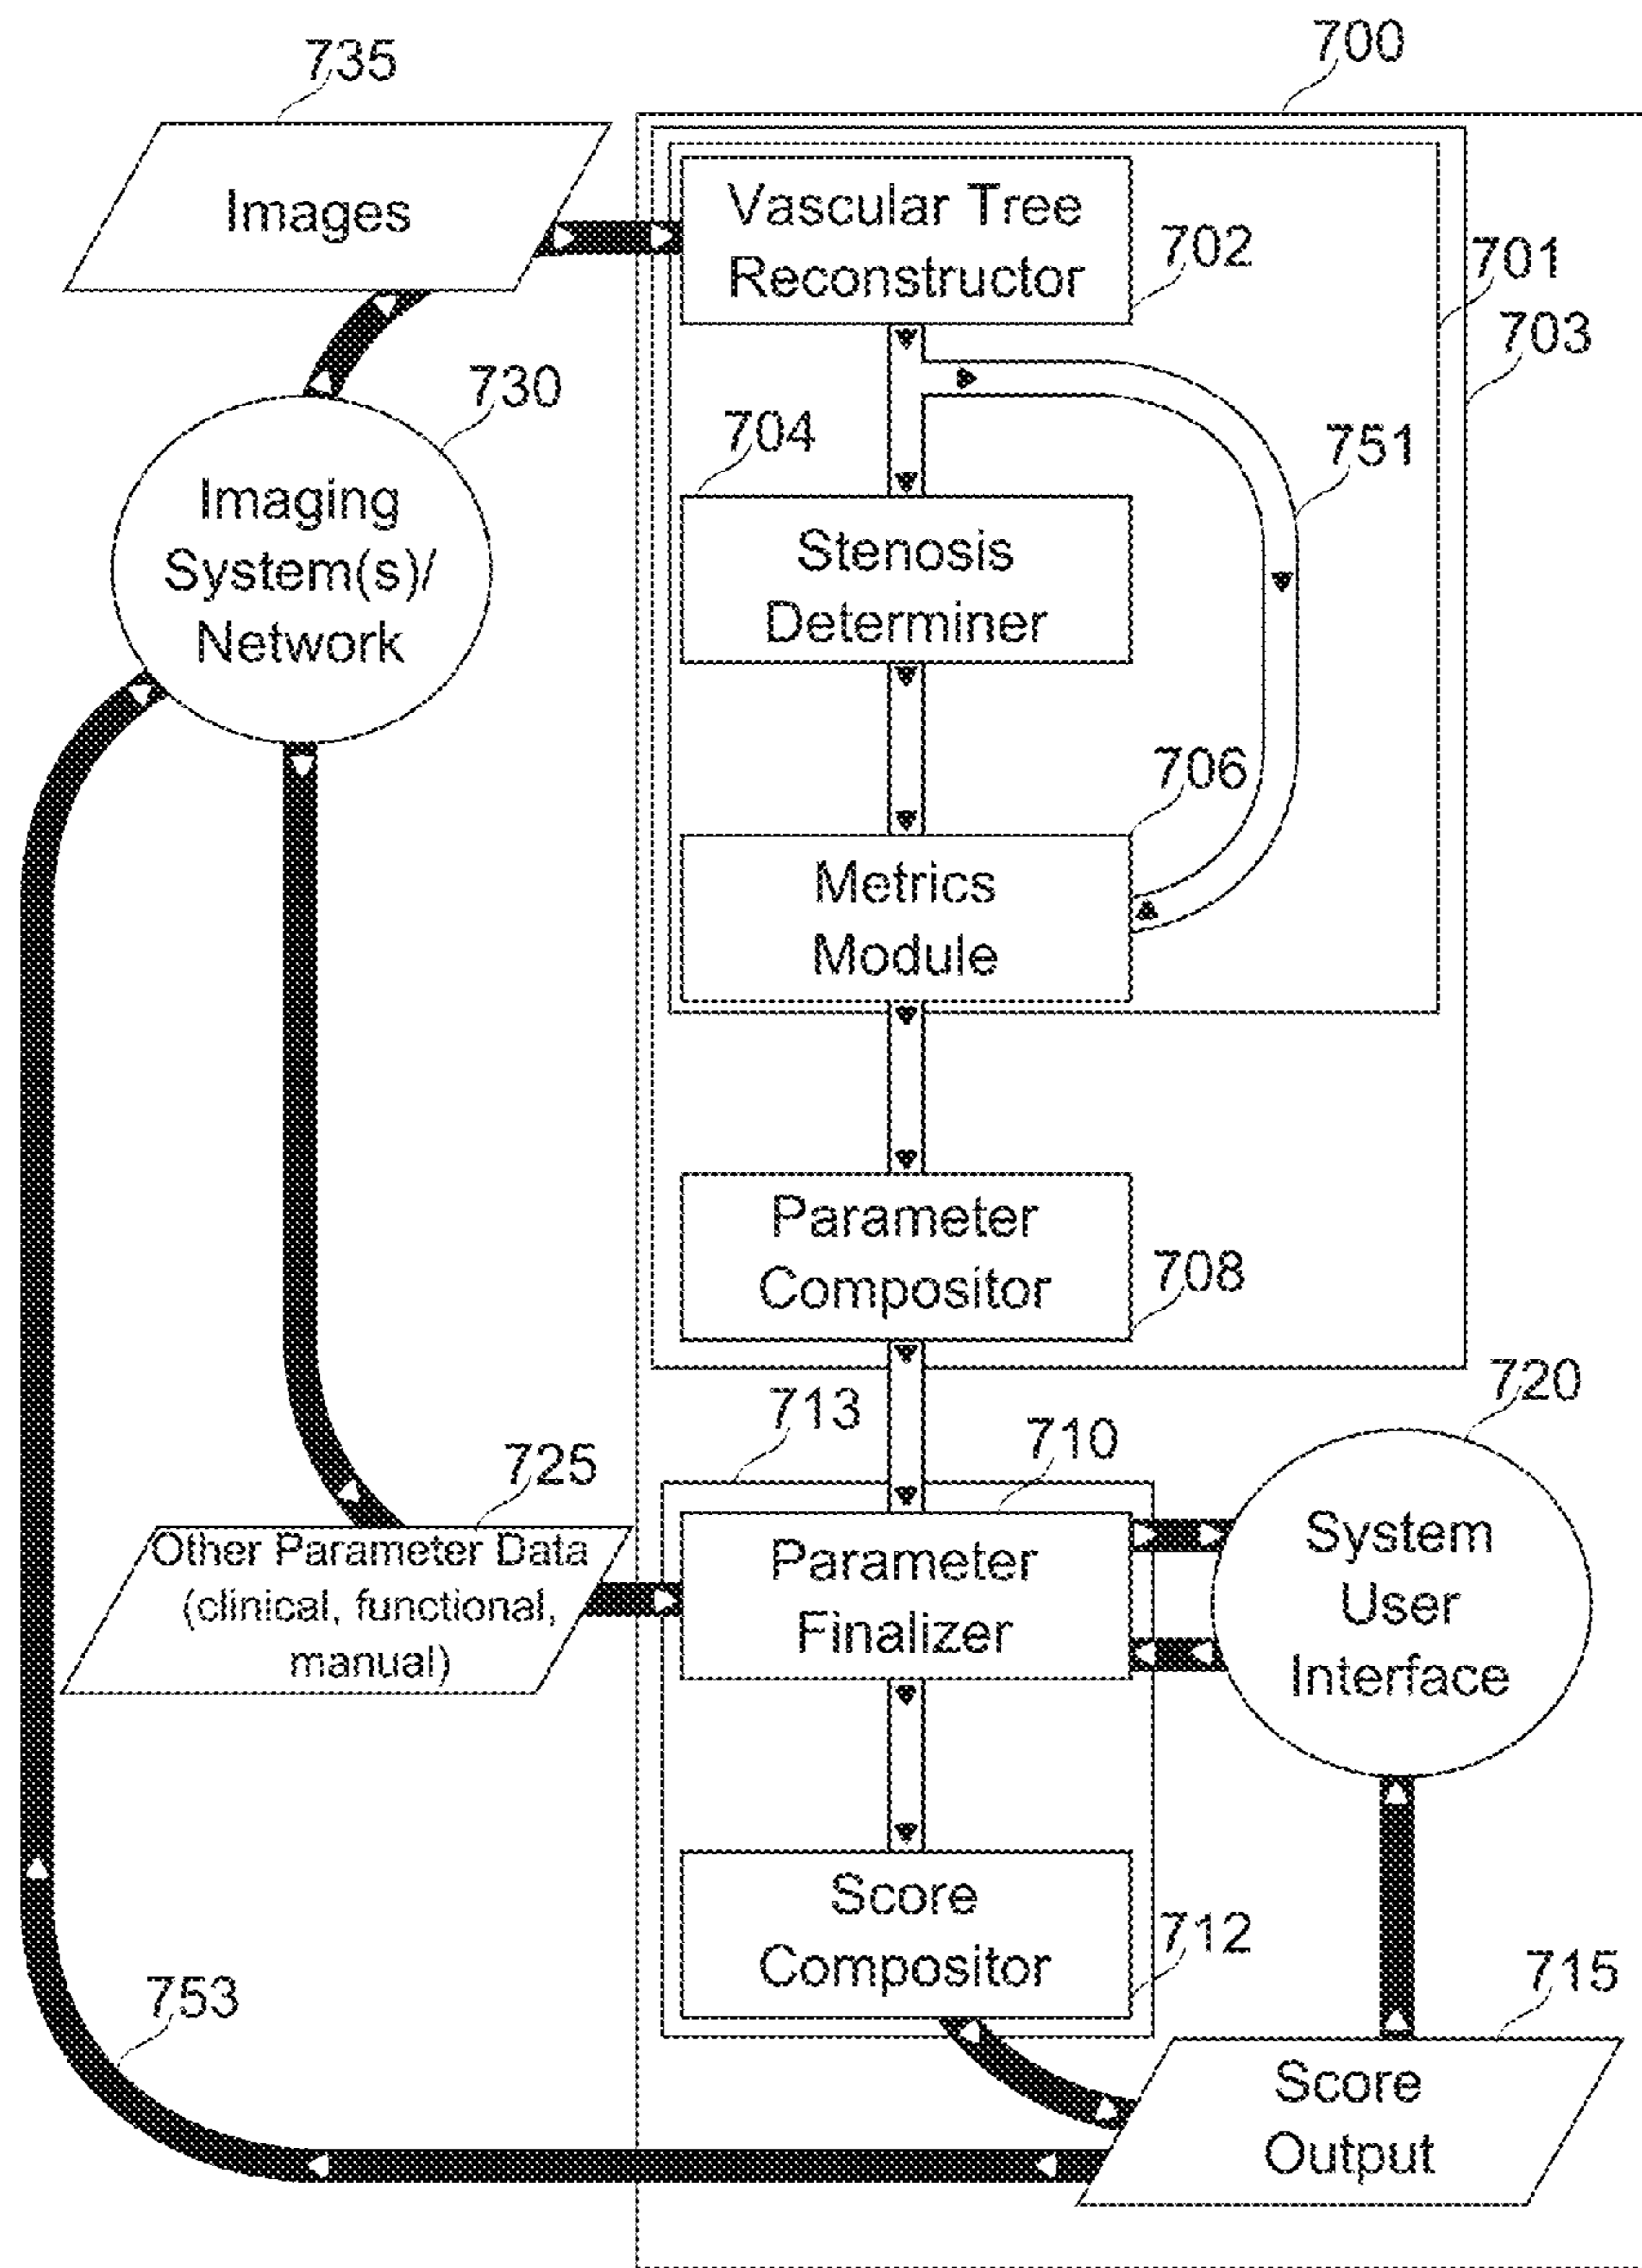 700
735
Images
Vascular Tree
Reconstructor
702
701
703
730
Imaging
System(s)/
Network
704
751
Stenosis
Determiner
706
Metrics
Module
Parameter
Compositor
708
720
713
710
725
Other Parameter Data
(clinical, functional,
manual)
Parameter
Finalizer
System
User
Interface
Score
Compositor
712
715
753
Score
Output